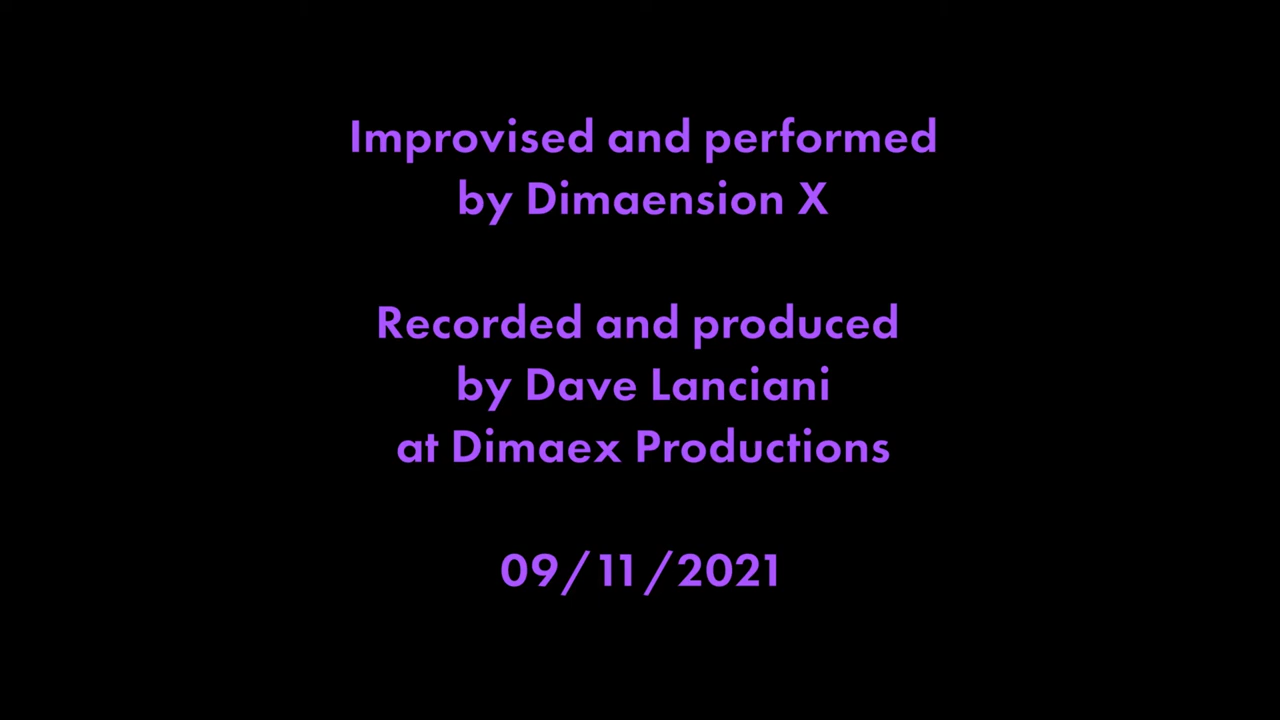 Improvised and performed
by Dimaension X
Recorded and produced
by Dave Lanciani
at Dimaex Productions
09/11/2021